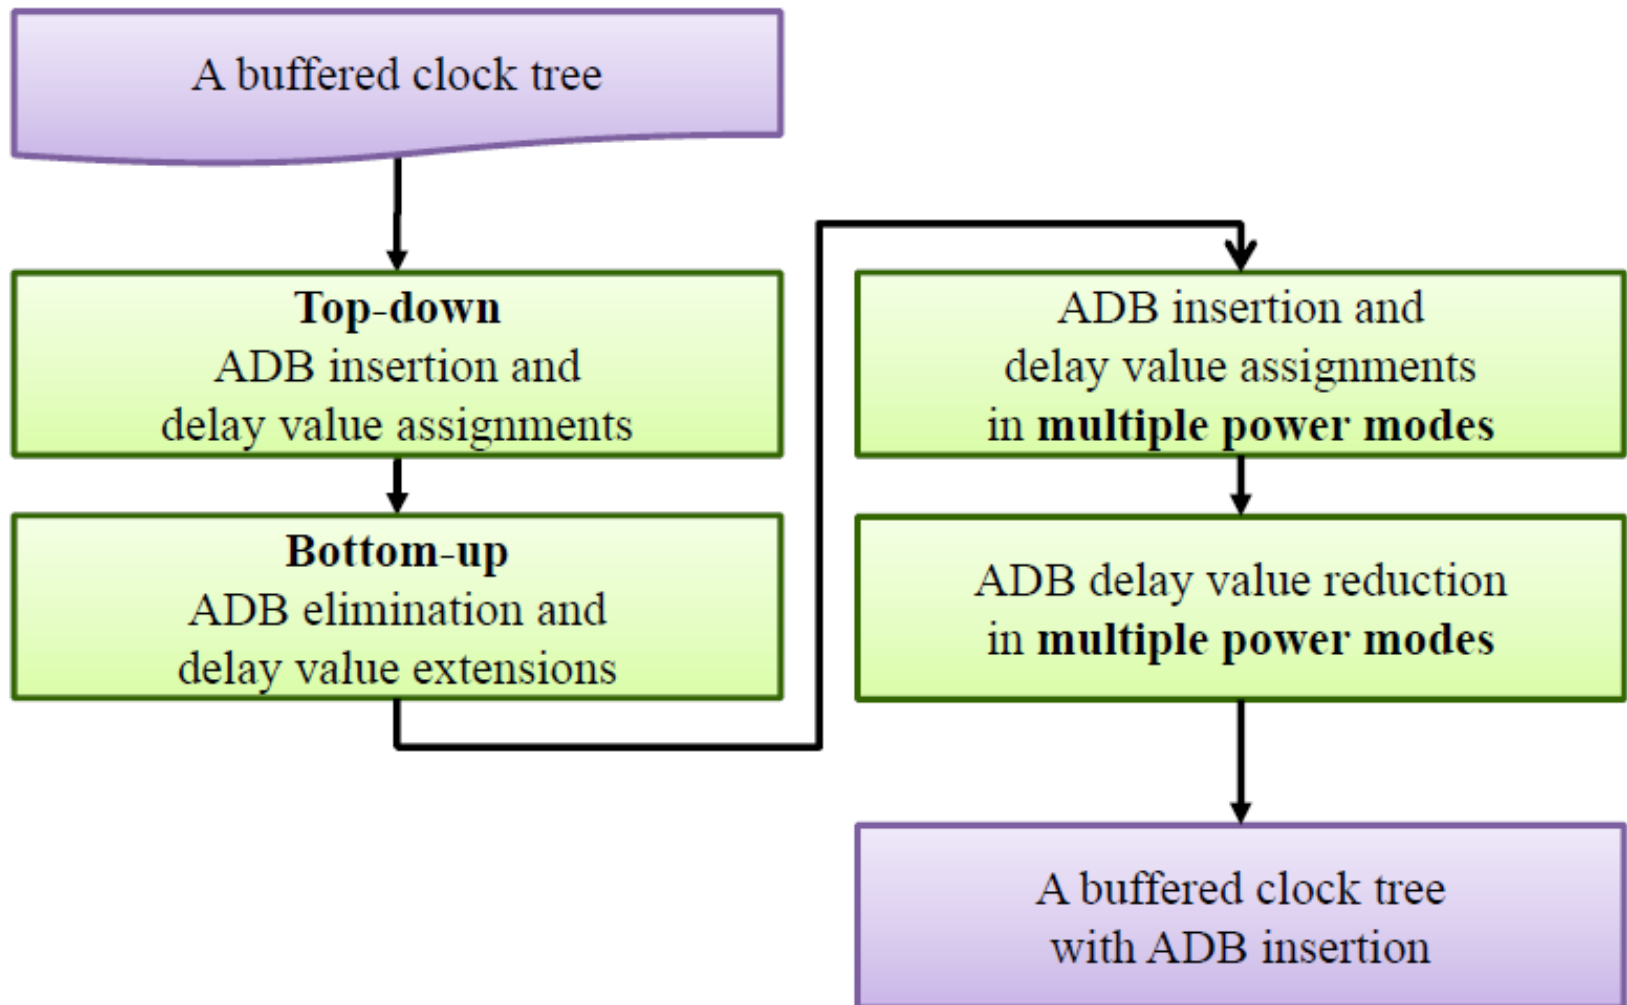 A buffered clock tree
Top-down
ADB insertion and
delay value assignments
Bottom-up
ADB elimination and
delay value extensions
ADB insertion and
delay value assignments
in multiple power modes
ADB delay value reduction
in multiple power modes
A buffered clock tree
with ADB insertion